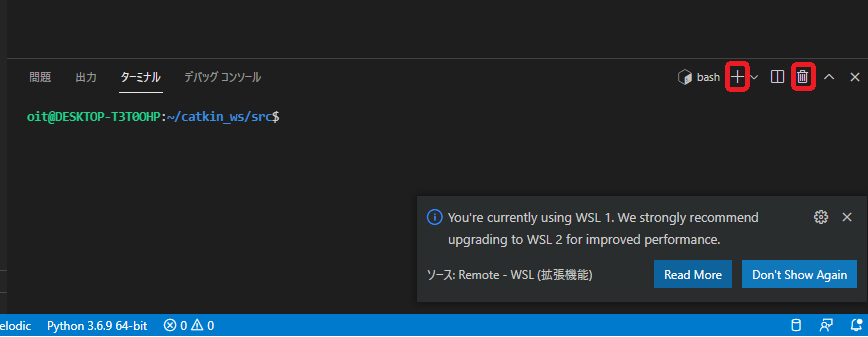 問題 出力 ターミナル デバッグ コンソール bash
oit@DESKTOP-T3T0OHP:~/catkin_ws/src$
You're currently using WSL 1. We strongly recommend
upgrading to WSL 2 for improved performance.
ソース: Remote - WSL (拡張機能) Read More Don't Show Again
elodic Python 3.6.9 64-bit 0 0